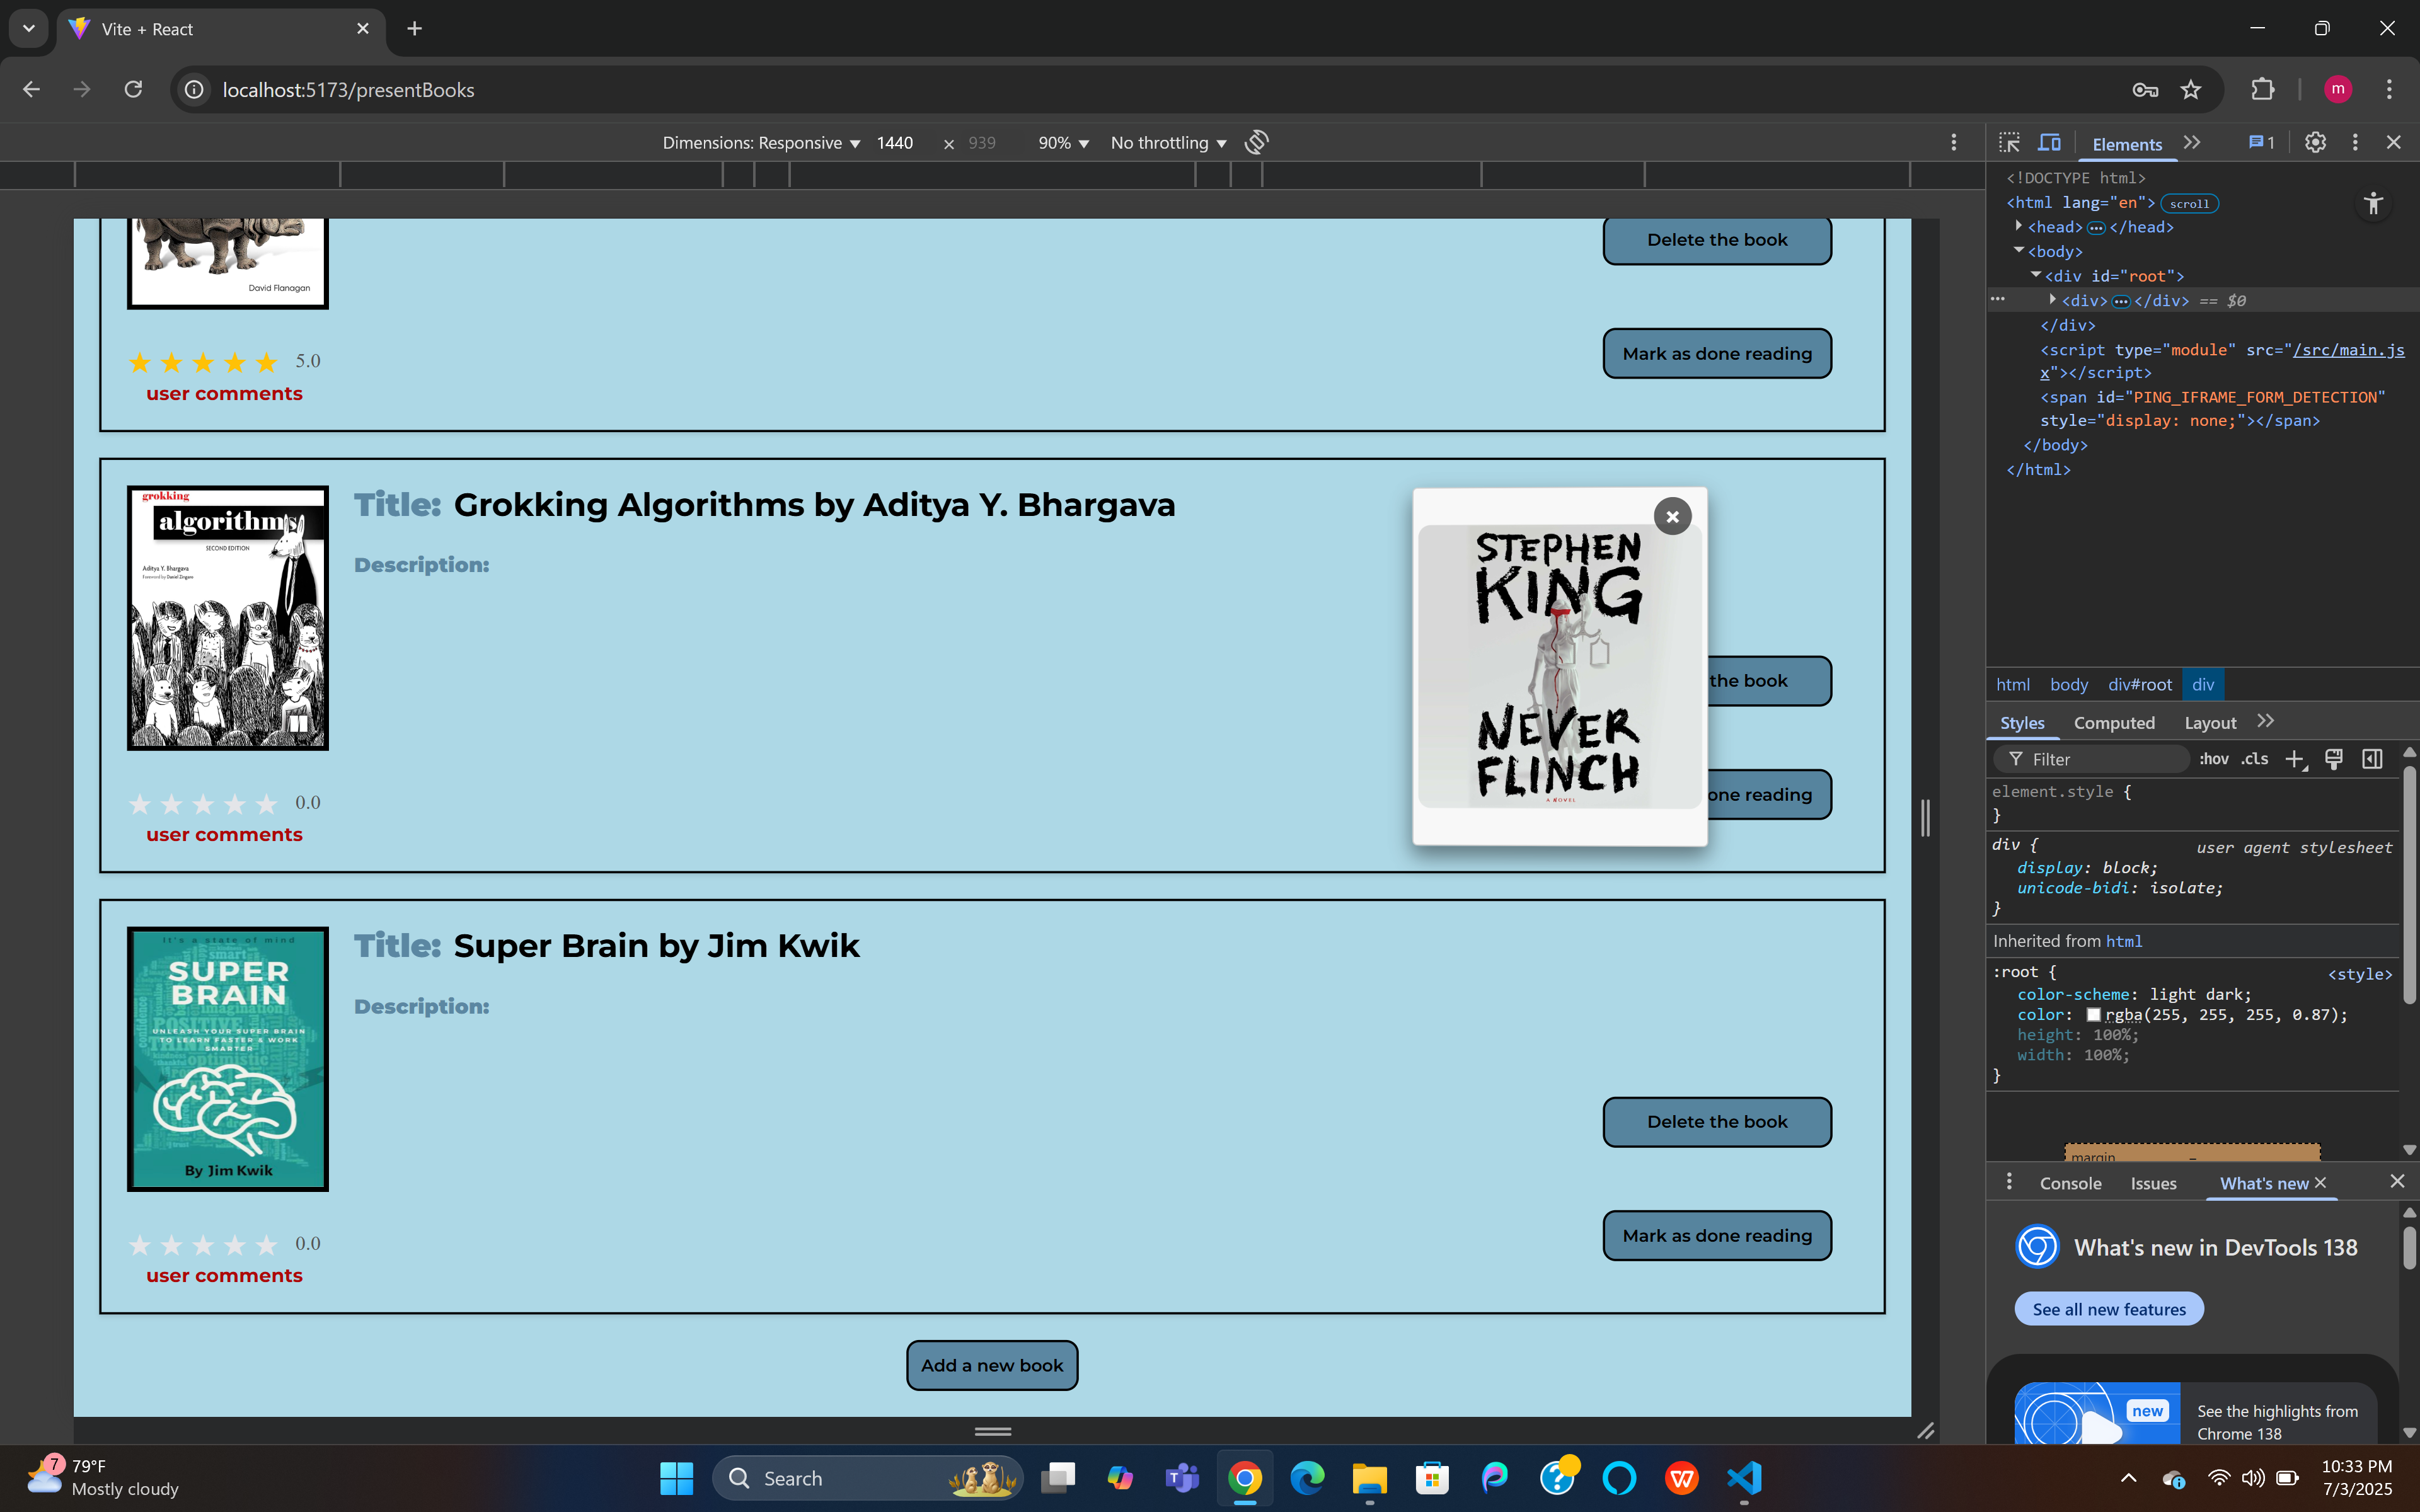 Vite + React
localhost:5173/presentBooks
m
Dimensions: Responsive 1440 × 939 90% No throttling
Elements
1
<!DOCTYPE html>
<html lang="en"> scroll
<head> ⋯ </head>
<body>
<div id="root">
<div> ⋯ </div> == $0
</div>
<script type="module" src="/src/main.js
x"></script>
<span id="PING_IFRAME_FORM_DETECTION"
style="display: none;"></span>
</body>
</html>
David Flanagan
5.0
user comments
Delete the book
Mark as done reading
grokking
algorithms
SECOND EDITION
Aditya Y. Bhargava
Foreword by Daniel Zingaro
Title: Grokking Algorithms by Aditya Y. Bhargava
Description:
0.0
user comments
STEPHEN
KING
NEVER
FLINCH
A NOVEL
the book
one reading
It's a state of mind
SUPER
BRAIN
UNLEASH YOUR SUPER BRAIN
TO LEARN FASTER & WORK
SMARTER
By Jim Kwik
Title: Super Brain by Jim Kwik
Description:
0.0
user comments
Delete the book
Mark as done reading
Add a new book
html body div#root div
Styles Computed Layout
Filter :hov .cls
element.style {
}
div { user agent stylesheet
display: block;
unicode-bidi: isolate;
}
Inherited from html
:root { <style>
color-scheme: light dark;
color: rgba(255, 255, 255, 0.87);
height: 100%;
width: 100%;
}
margin –
Console Issues What's new
What's new in DevTools 138
See all new features
new
See the highlights from
Chrome 138
7
79°F
Mostly cloudy
Search
10:33 PM
7/3/2025